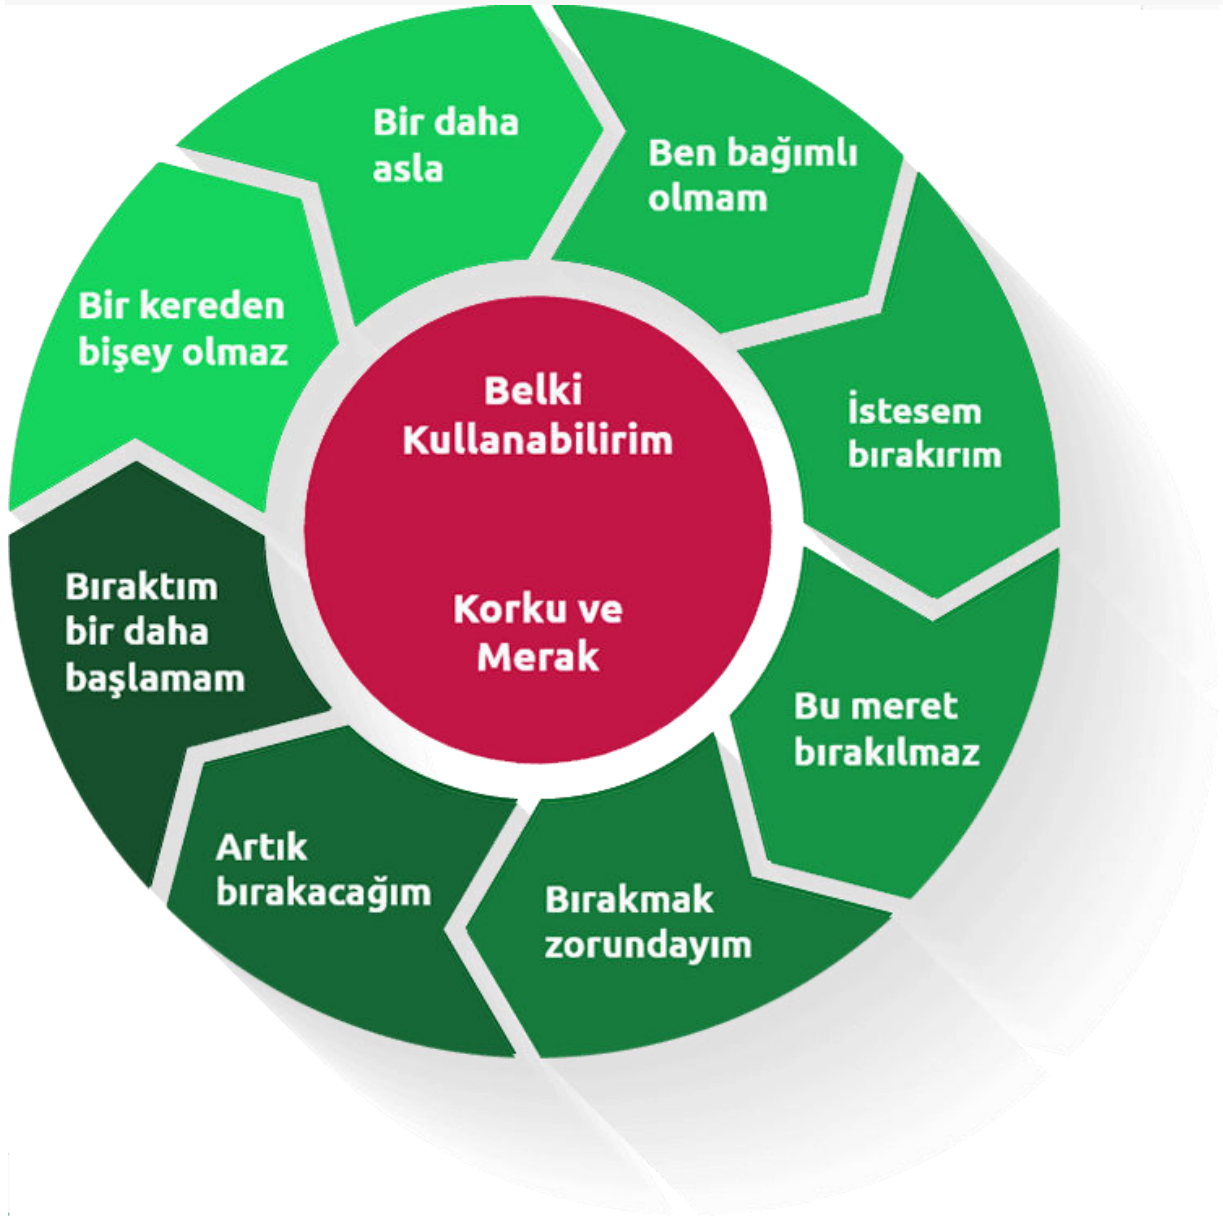 Bir daha
asla
Ben bağımlı
olmam
Bir kereden
bişey olmaz
İstesem
bırakırım
Belki
Kullanabilirim
Korku ve
Merak
Bıraktım
bir daha
başlamam
Bu meret
bırakılmaz
Artık
bırakacağım
Bırakmak
zorundayım